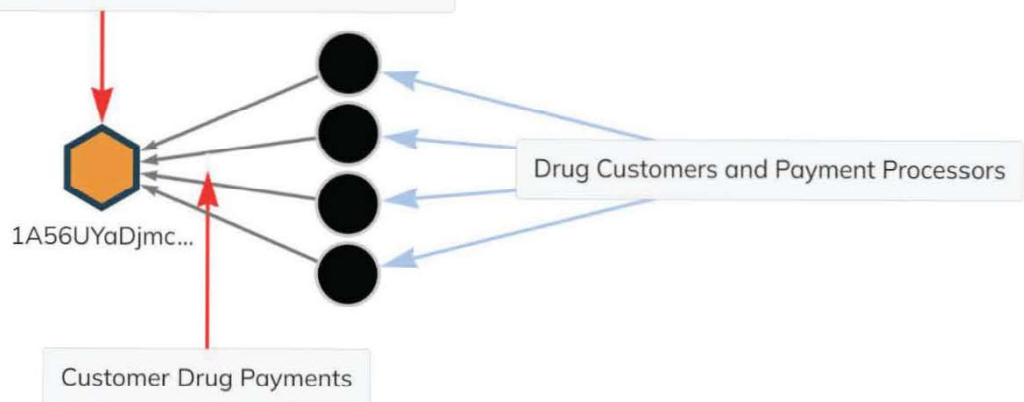 Drug Customers and Payment Processors
1A56UYaDjmc...
Customer Drug Payments